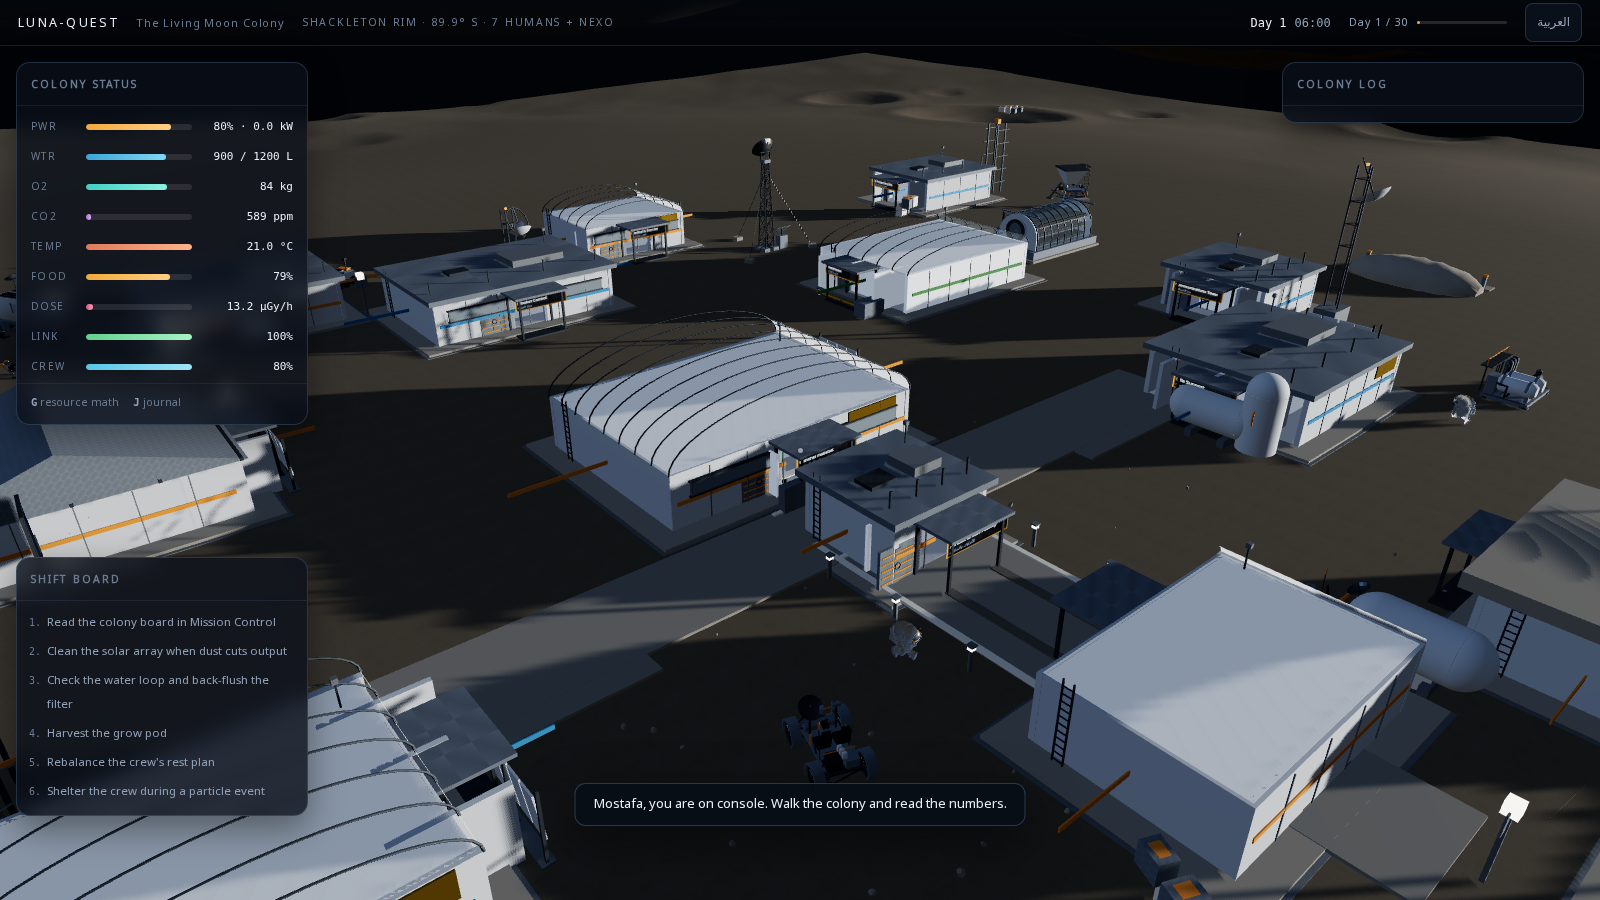 LUNA-QUEST The Living Moon Colony SHACKLETON RIM · 89.9° S · 7 HUMANS + NEXO Day 1 06:00 Day 1 / 30 العربية
COLONY STATUS
PWR 80% · 0.0 kW
WTR 900 / 1200 L
O2 84 kg
CO2 589 ppm
TEMP 21.0 °C
FOOD 79%
DOSE 13.2 µGy/h
LINK 100%
CREW 80%
G resource math J journal
COLONY LOG
SHIFT BOARD
1. Read the colony board in Mission Control
2. Clean the solar array when dust cuts output
3. Check the water loop and back-flush the
filter
4. Harvest the grow pod
5. Rebalance the crew's rest plan
6. Shelter the crew during a particle event
Mostafa, you are on console. Walk the colony and read the numbers.